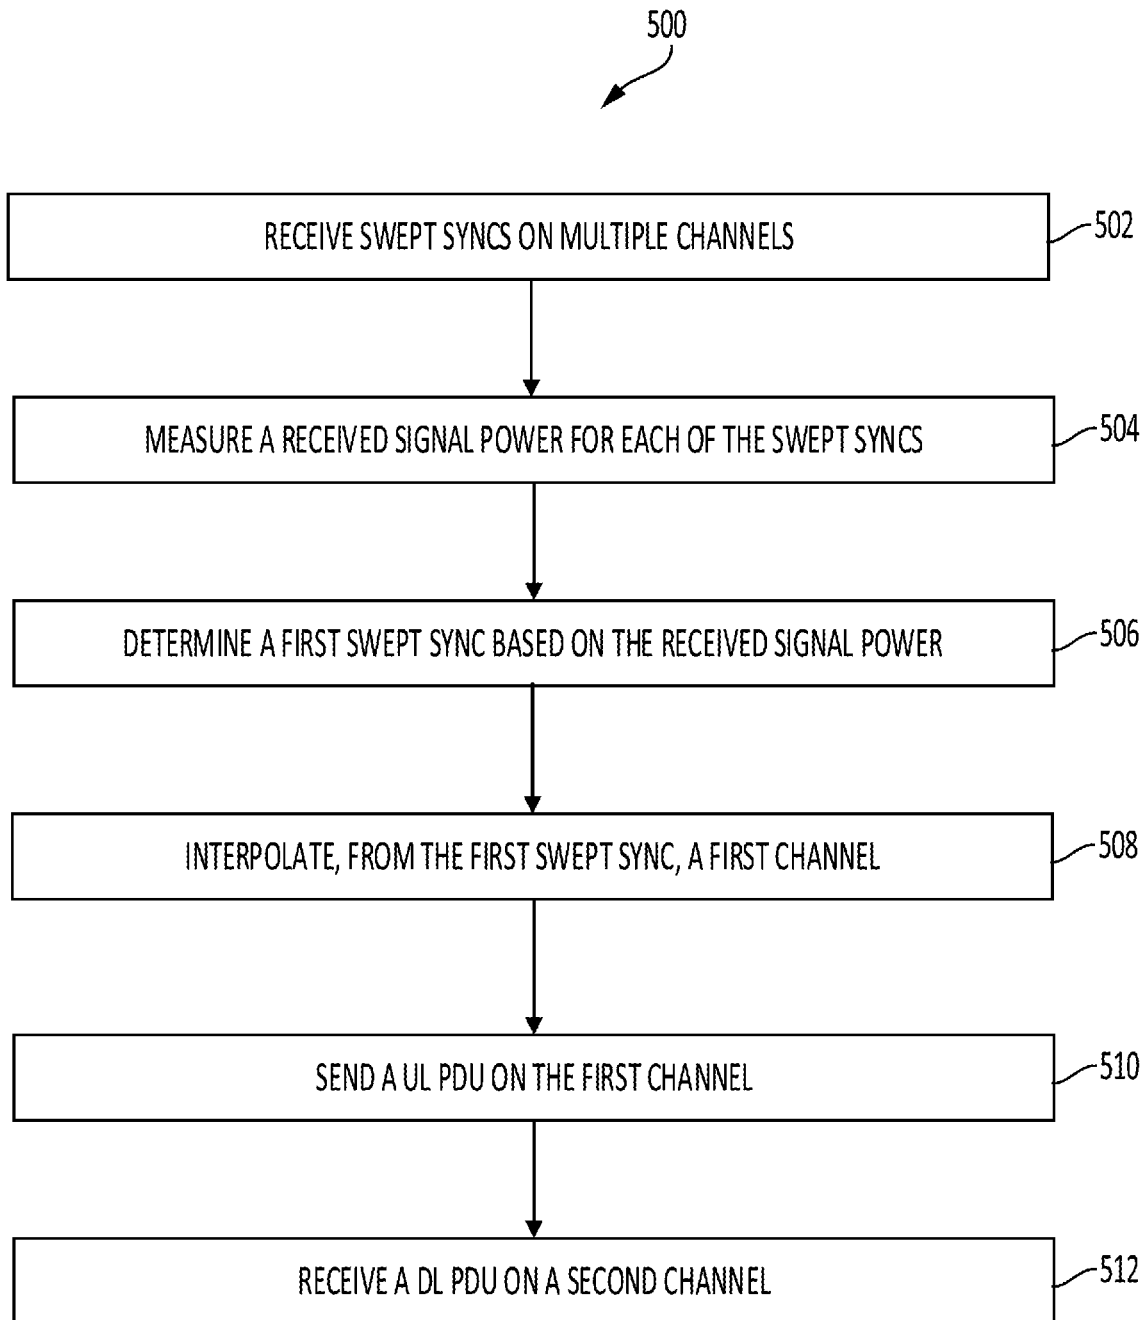 500
RECEIVE SWEPT SYNCS ON MULTIPLE CHANNELS
502
MEASURE A RECEIVED SIGNAL POWER FOR EACH OF THE SWEPT SYNCS
504
DETERMINE A FIRST SWEPT SYNC BASED ON THE RECEIVED SIGNAL POWER
506
INTERPOLATE, FROM THE FIRST SWEPT SYNC, A FIRST CHANNEL
508
SEND A UL PDU ON THE FIRST CHANNEL
510
RECEIVE A DL PDU ON A SECOND CHANNEL
512